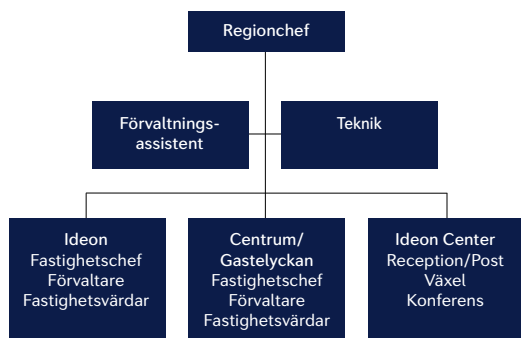 Regionchef
Förvaltnings-
assistent
Teknik
Ideon
Fastighetschef
Förvaltare
Fastighetsvärdar
Centrum/
Gastelyckan
Fastighetschef
Förvaltare
Fastighetsvärdar
Ideon Center
Reception/Post
Växel
Konferens